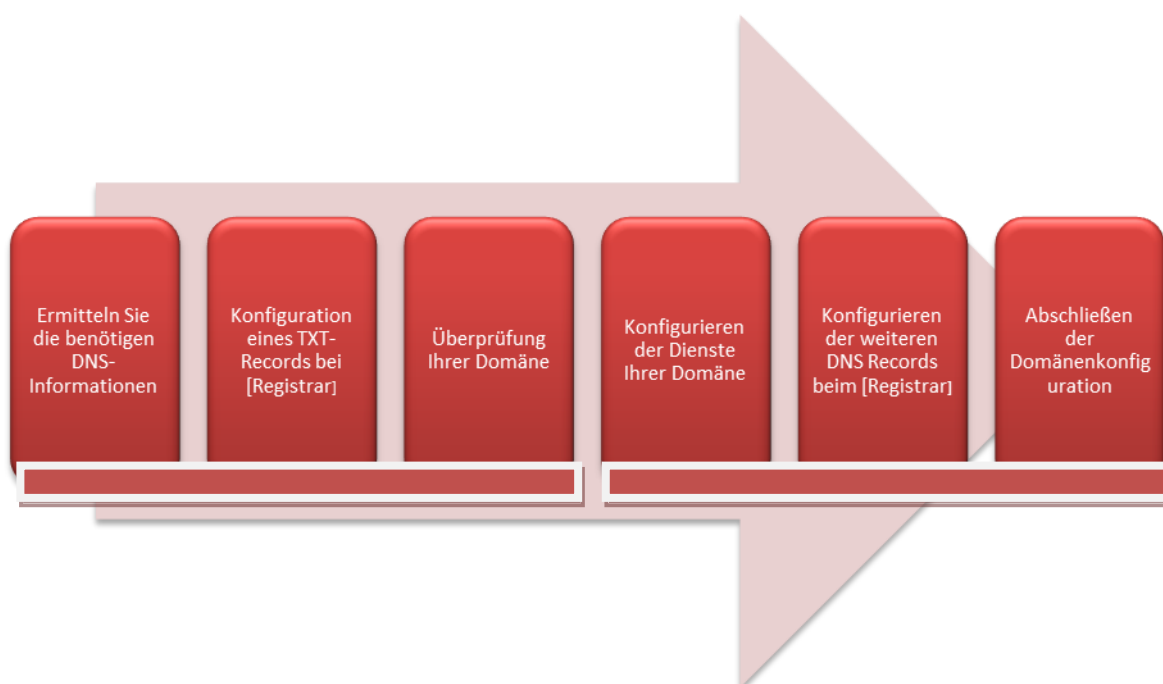 Ermitteln Sie
die benötigen
DNS-
Informationen
Konfiguration
eines TXT-
Records bei
[Registrar]
Überprüfung
Ihrer Domäne
Konfigurieren
der Dienste
Ihrer Domäne
Konfigurieren
der weiteren
DNS Records
beim [Registrar]
Abschließen
der
Domänenkonfig
uration